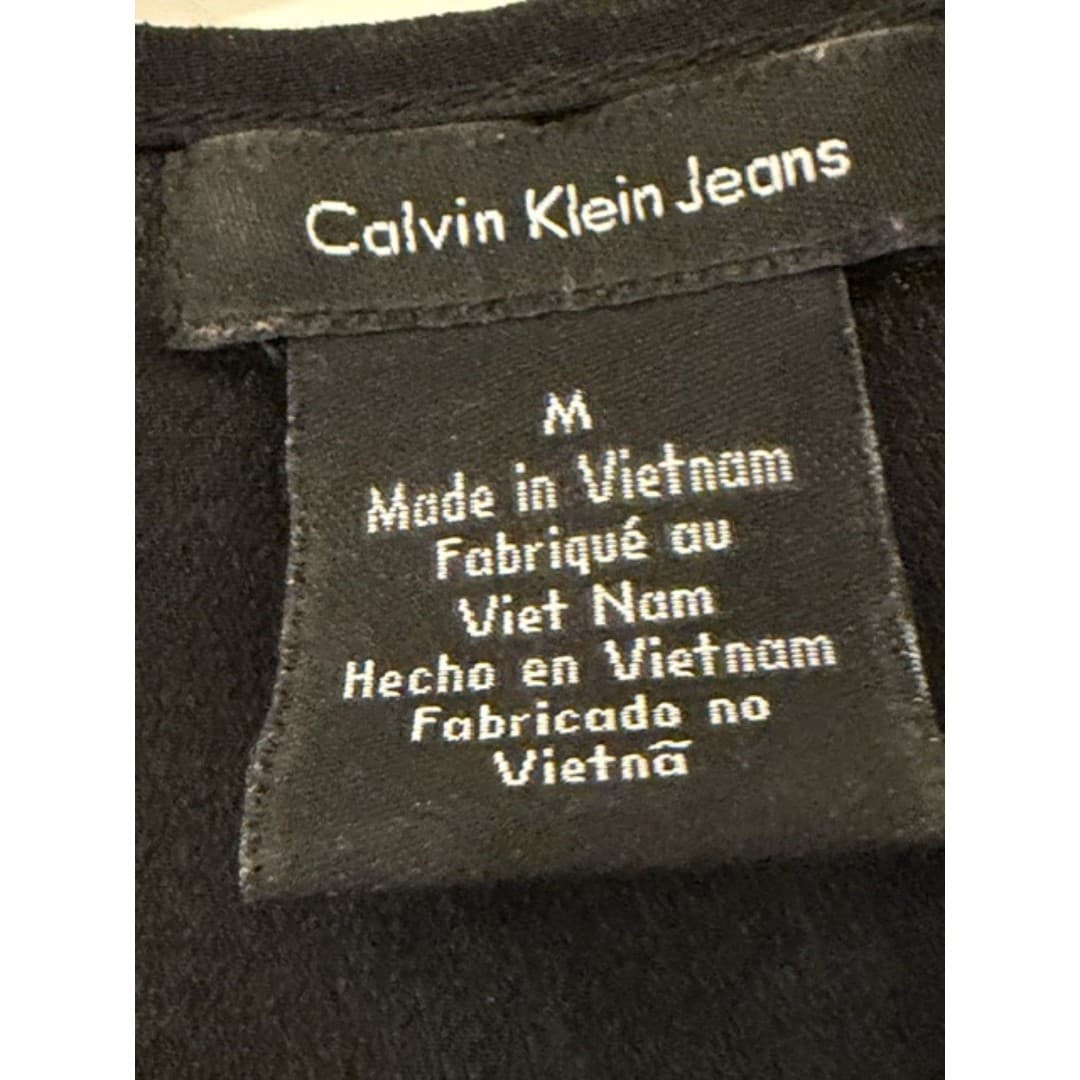 Calvin Klein Jeans
M
Made in Vietnam
Fabriqué au
Viet Nam
Hecho en Vietnam
Fabricado no
Vietnã